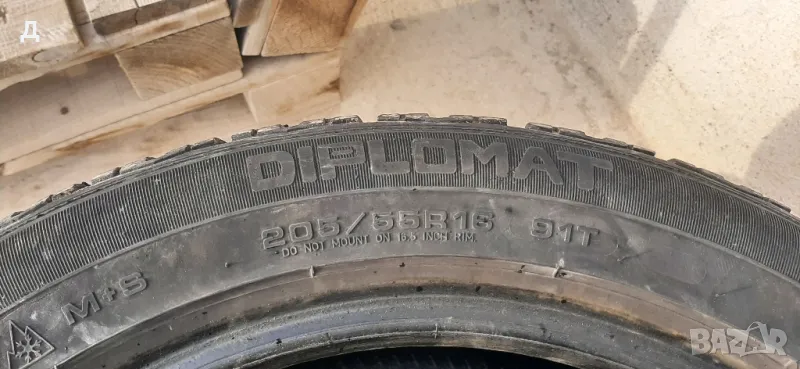 Д
DIPLOMAT
205/55R16 91T
DO NOT MOUNT ON 16.5 INCH RIM.
M+S
BAZAR